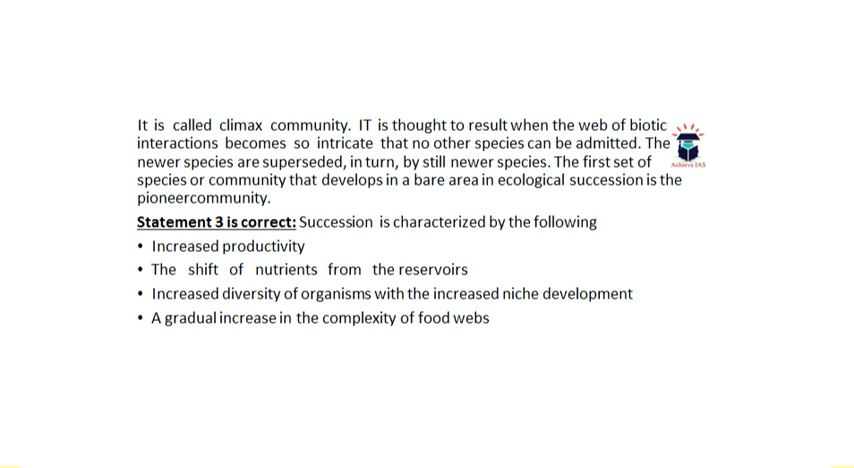 It is called climax community. IT is thought to result when the web of biotic
interactions becomes so intricate that no other species can be admitted. The
newer species are superseded, in turn, by still newer species. The first set of
species or community that develops in a bare area in ecological succession is the
pioneercommunity.
Achieve IAS
Statement 3 is correct: Succession is characterized by the following
• Increased productivity
• The shift of nutrients from the reservoirs
• Increased diversity of organisms with the increased niche development
• A gradual increase in the complexity of food webs